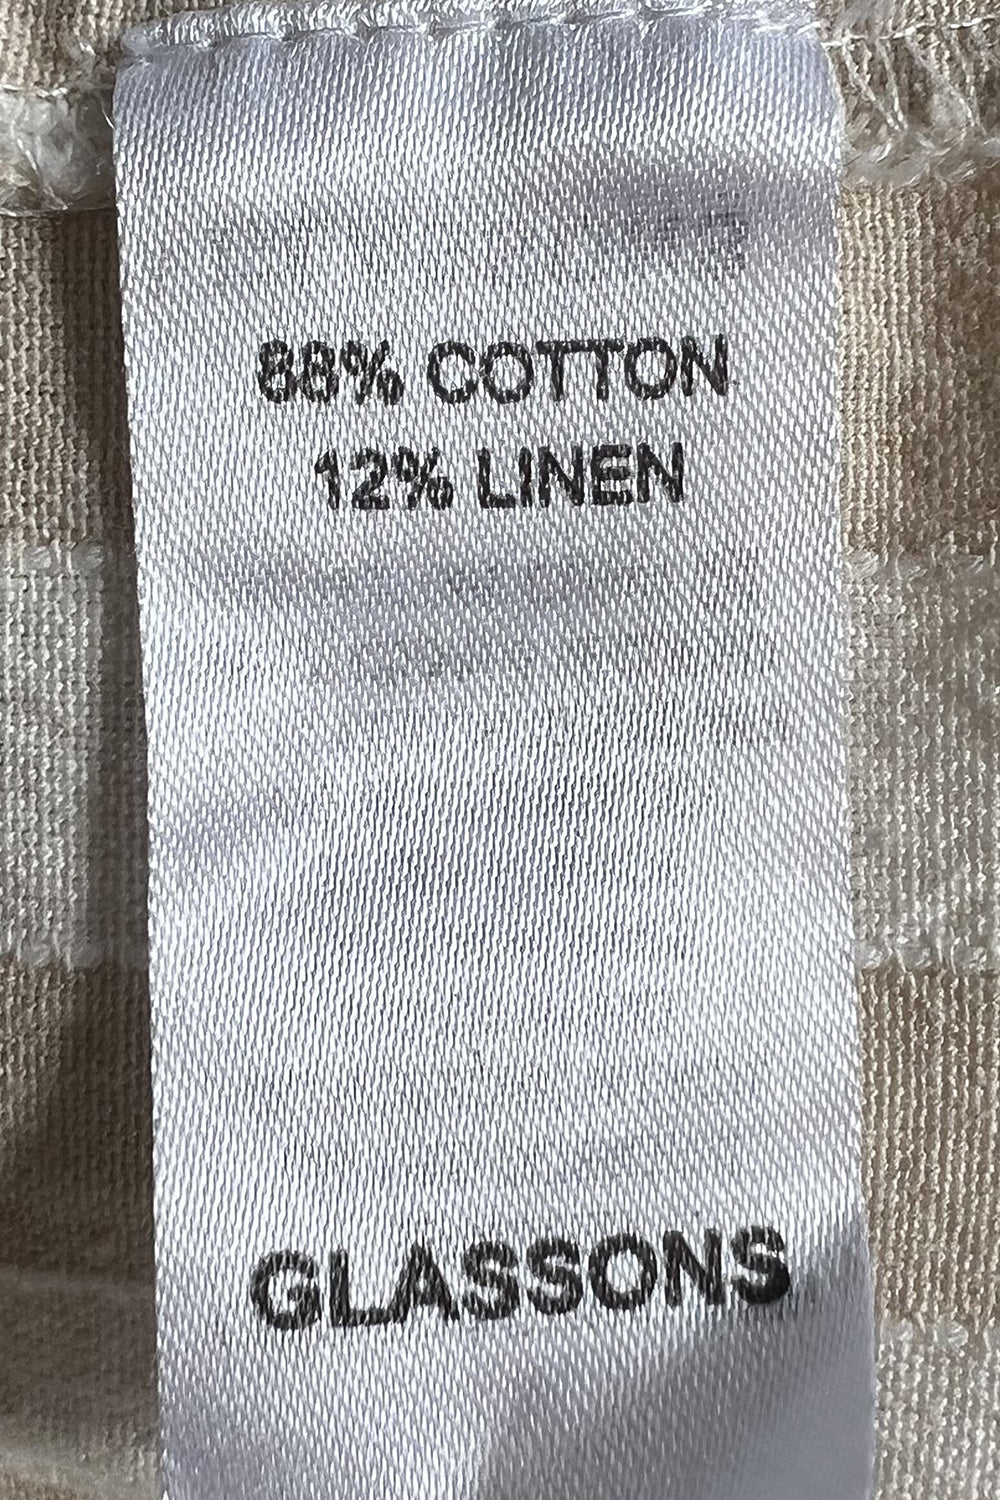 88% COTTON
12% LINEN
GLASSONS